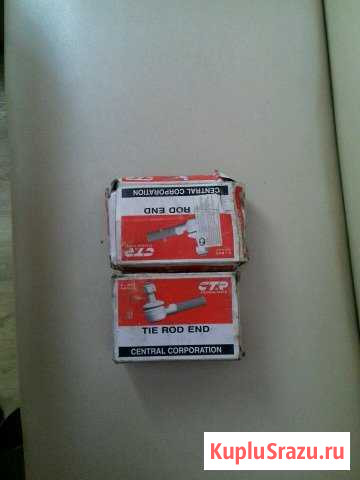 CENTRAL CORPORATION
ROD END
CTR
CTR
TIE ROD END
CENTRAL CORPORATION
KupluSrazu.ru